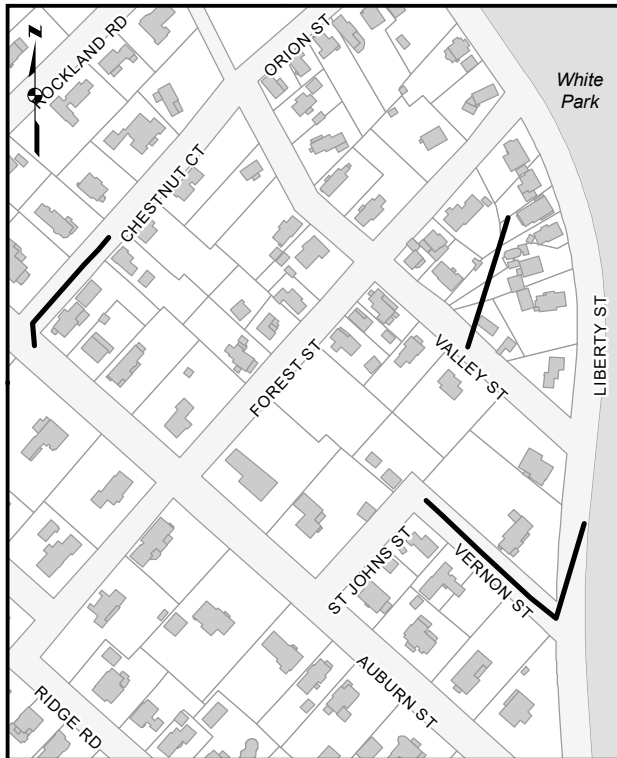 ROCKLAND RD
ORION ST
White
Park
CHESTNUT CT
LIBERTY ST
VALLEY ST
FOREST ST
ST JOHNS ST
VERNON ST
AUBURN ST
RIDGE RD
Z